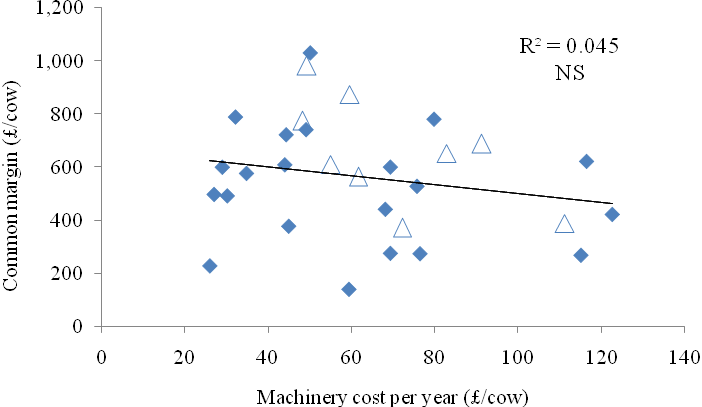 1,200
1,000
800
600
400
200
0
Common margin (£/cow)
R² = 0.045
NS
0 20 40 60 80 100 120 140
Machinery cost per year (£/cow)